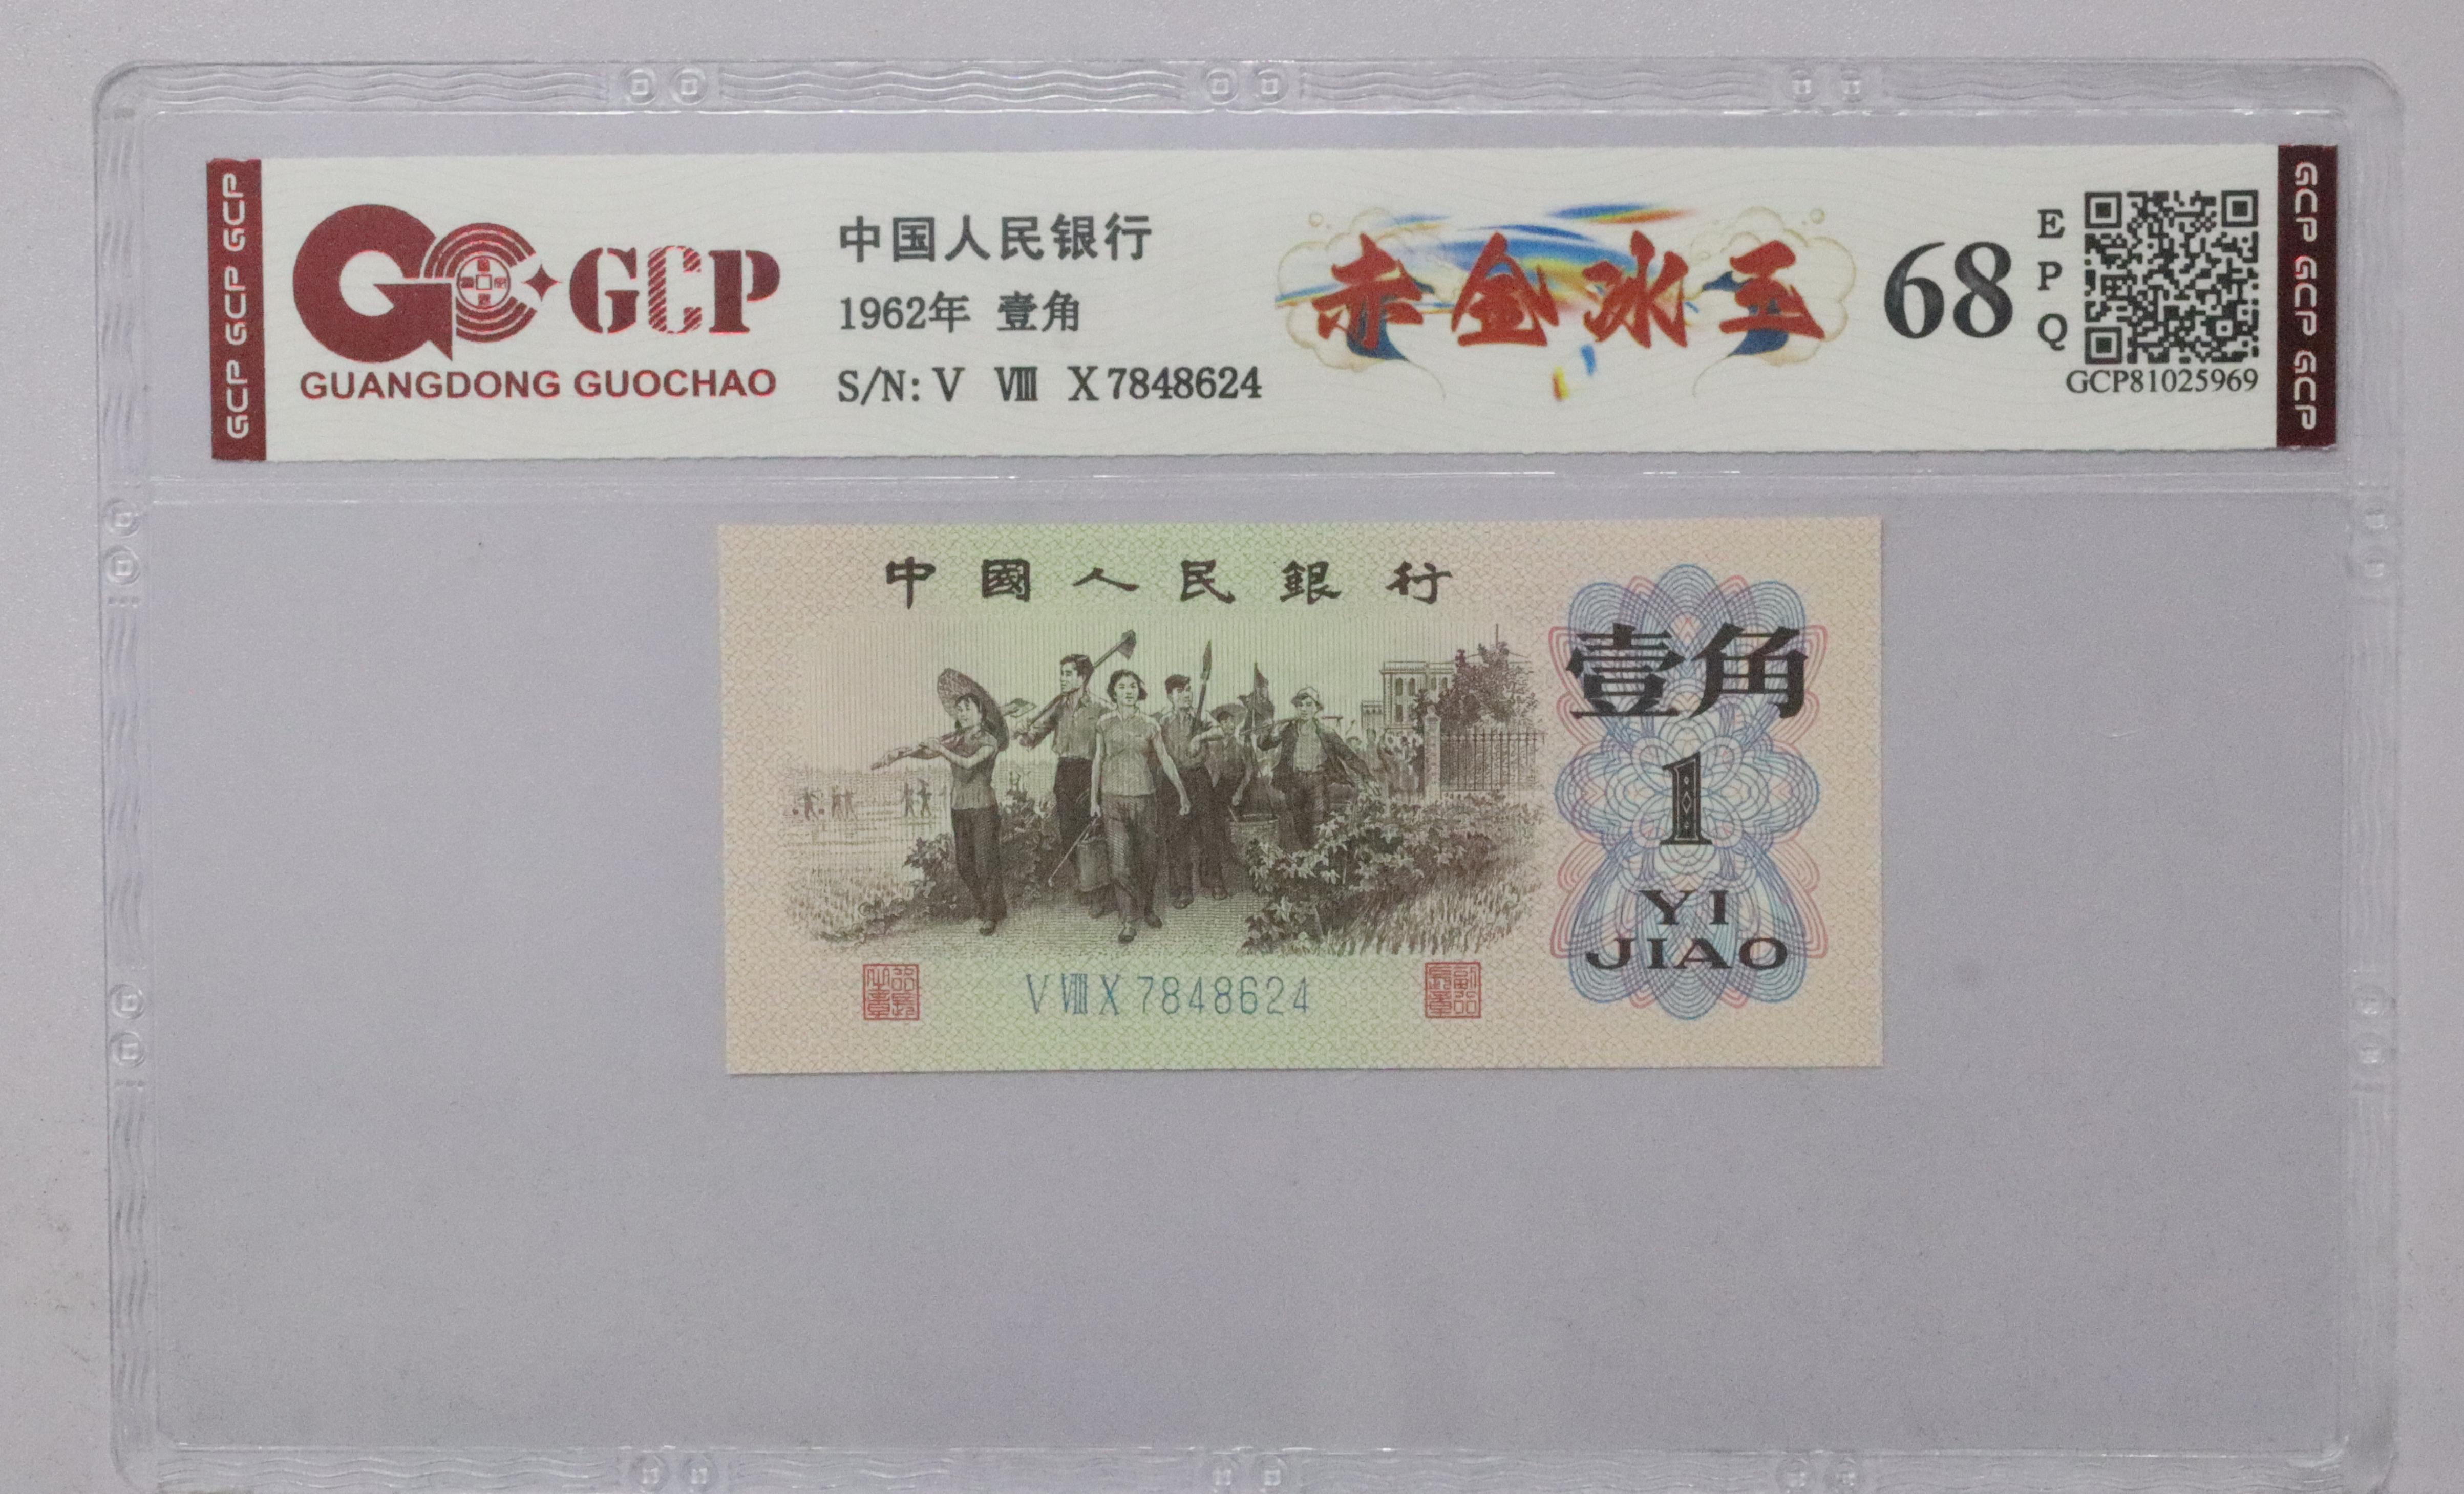 GCP GCP GCP
GCP
GUANGDONG GUOCHAO
中国人民银行
1962年 壹角
S/N: V Ⅷ X 7848624
赤金冰王
68
E
P
Q
GCP81025969
GCP GCP GCP
中國人民銀行
壹角
1
YI
JIAO
V Ⅷ X 7848624